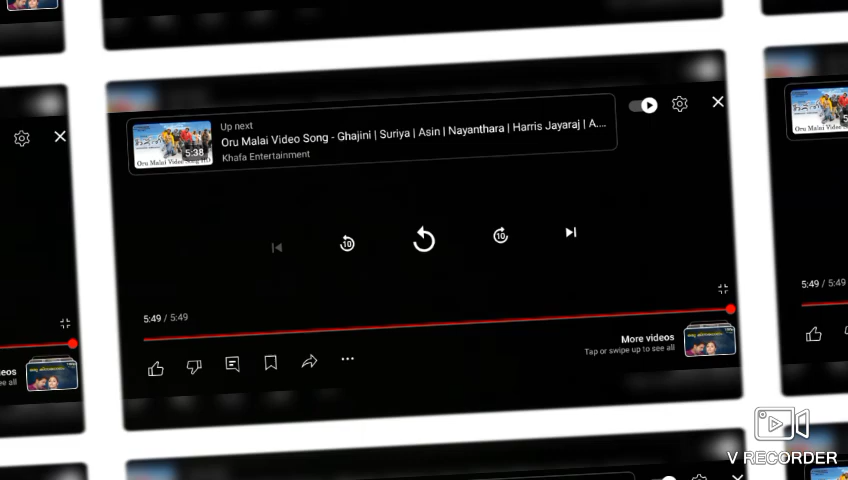 Up next
Oru Malai Video Song - Ghajini | Suriya | Asin | Nayanthara | Harris Jayaraj | A....
Khafa Entertainment
5:38
Oru Malai Video Song
10
10
5:49 / 5:49
More videos
Tap or swipe up to see all
5:49 / 5:49
V RECORDER